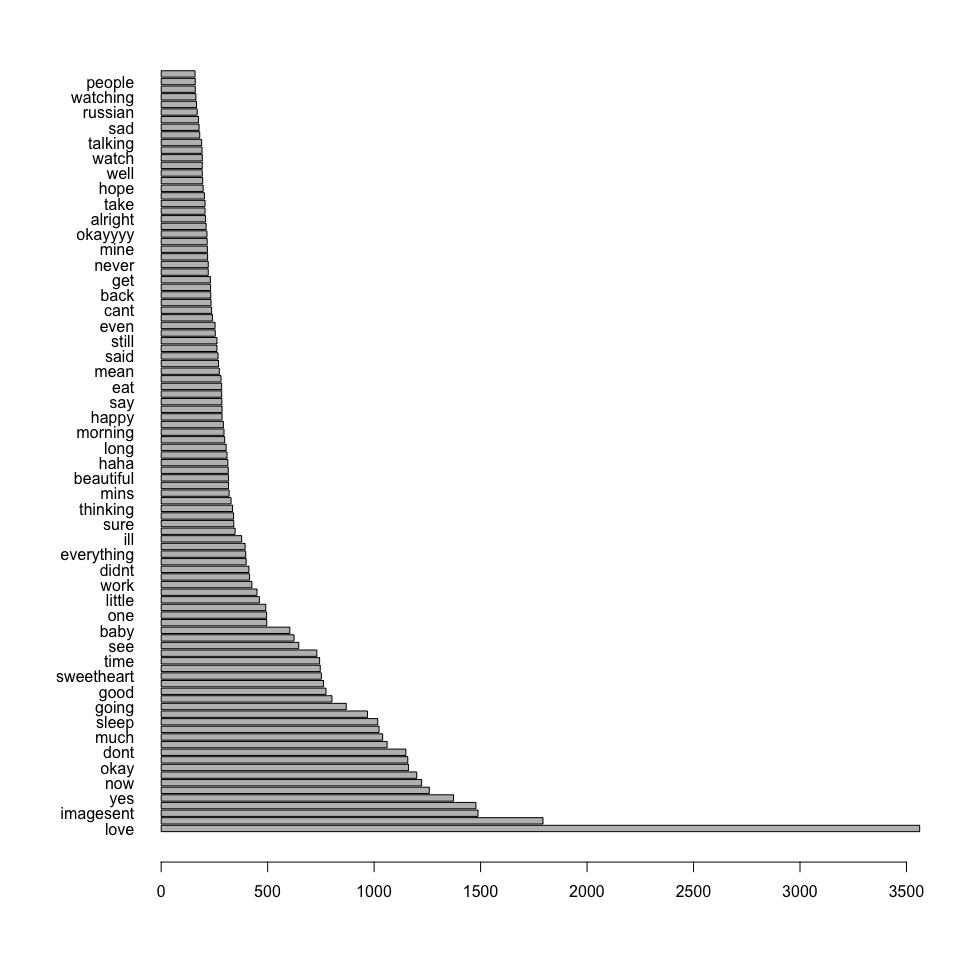 people
watching
russian
sad
talking
watch
well
hope
take
alright
okayyyy
mine
never
get
back
cant
even
still
said
mean
eat
say
happy
morning
long
haha
beautiful
mins
thinking
sure
ill
everything
didnt
work
little
one
baby
see
time
sweetheart
good
going
sleep
much
dont
okay
now
yes
imagesent
love
0 500 1000 1500 2000 2500 3000 3500